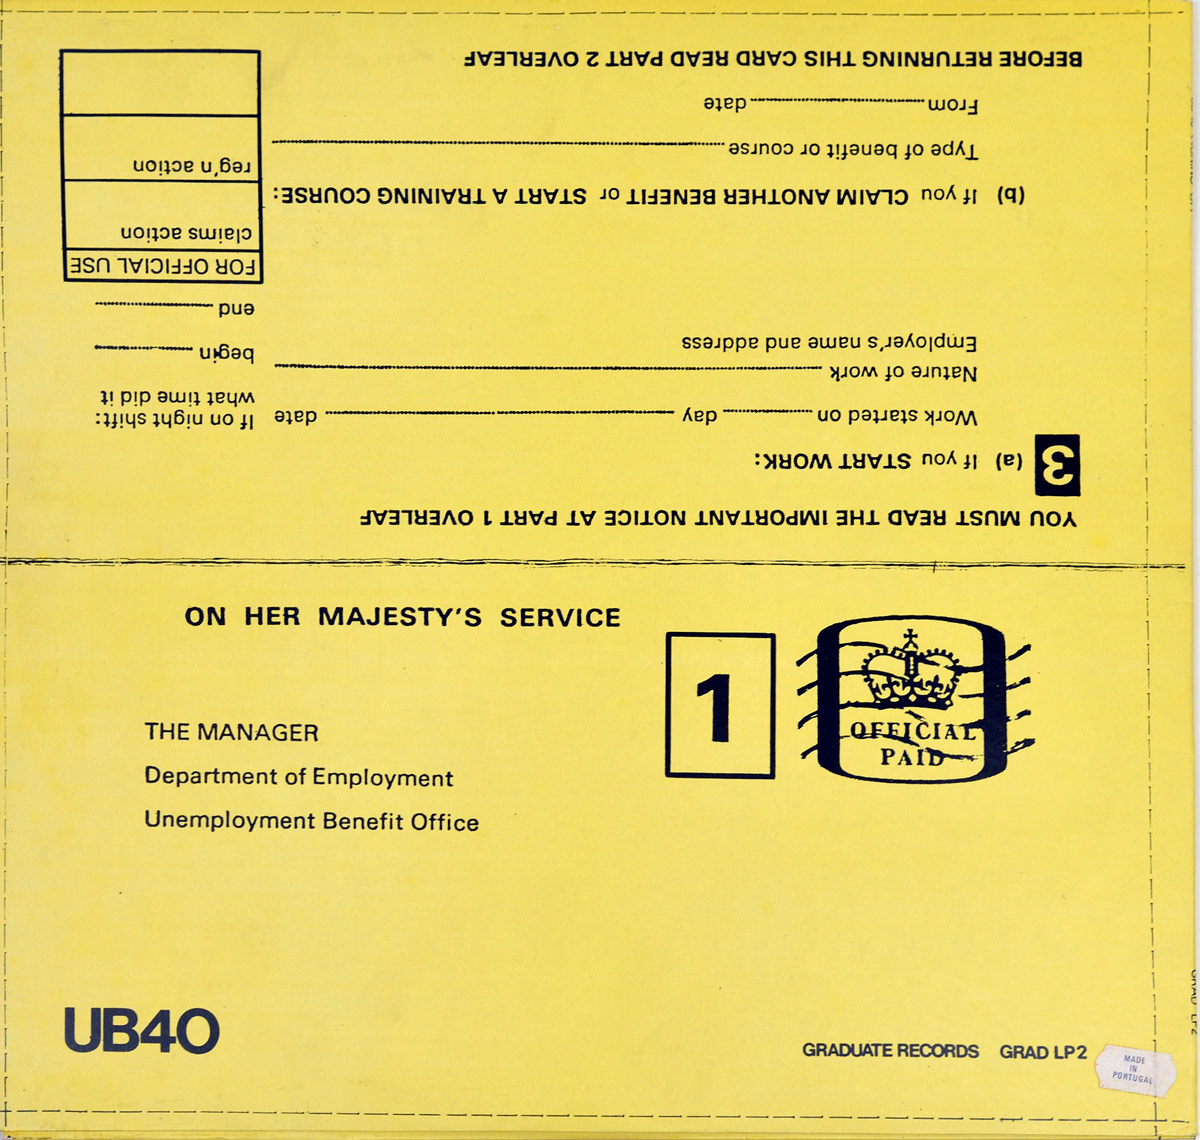 YOU MUST READ THE IMPORTANT NOTICE AT PART 1 OVERLEAF
3 (a) If you START WORK:
Work started on day date
If on night shift:
what time did it
Nature of work
begin
Employer's name and address
end
FOR OFFICIAL USE
claims action
(b) If you CLAIM ANOTHER BENEFIT or START A TRAINING COURSE:
reg'n action
Type of benefit or course
From date
BEFORE RETURNING THIS CARD READ PART 2 OVERLEAF
ON HER MAJESTY'S SERVICE
1
OFFICIAL
PAID
THE MANAGER
Department of Employment
Unemployment Benefit Office
UB40
GRADUATE RECORDS GRAD LP2
MADE
IN
PORTUGAL